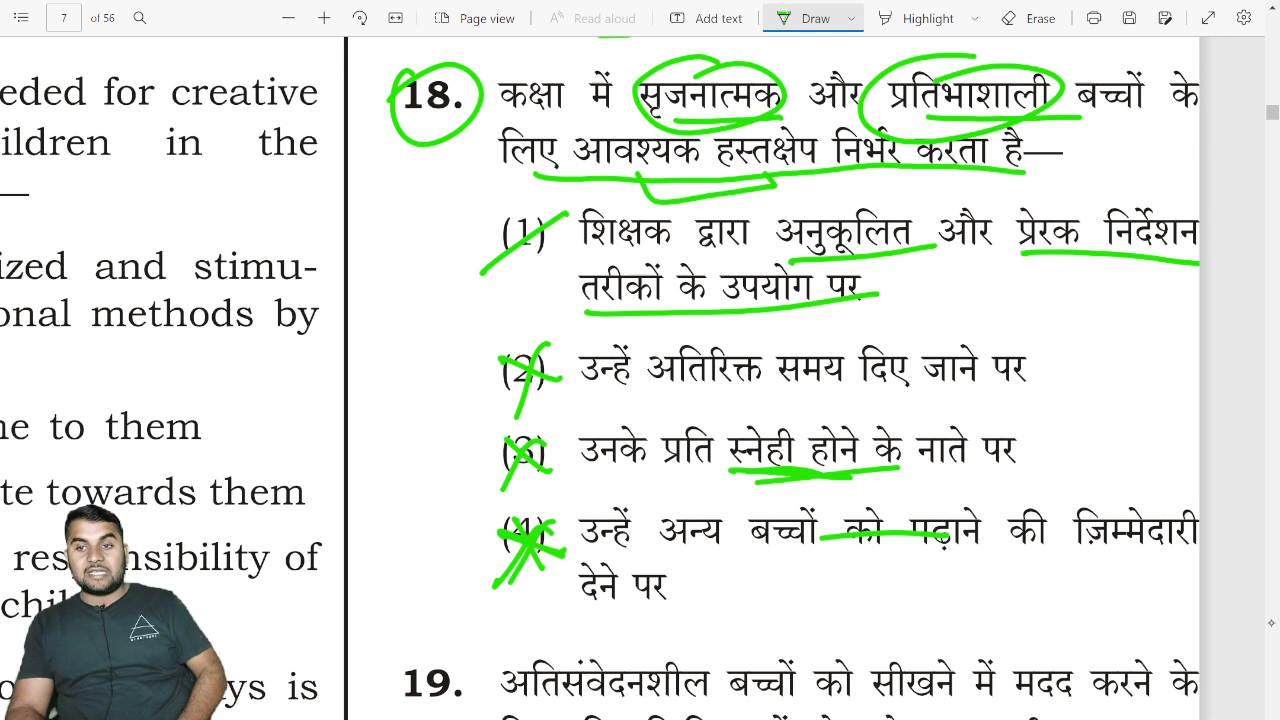 7 of 56 Page view Read aloud Add text Draw Highlight Erase
eded for creative
ildren in the
—
ized and stimu-
onal methods by
ne to them
te towards them
responsibility of
chil
ys is
18. कक्षा में सृजनात्मक और प्रतिभाशाली बच्चों के
लिए आवश्यक हस्तक्षेप निर्भर करता है—
(1) शिक्षक द्वारा अनुकूलित और प्रेरक निर्देशन
तरीकों के उपयोग पर
(2) उन्हें अतिरिक्त समय दिए जाने पर
(3) उनके प्रति स्नेही होने के नाते पर
(4) उन्हें अन्य बच्चों को पढ़ाने की ज़िम्मेदारी
देने पर
19. अतिसंवेदनशील बच्चों को सीखने में मदद करने के